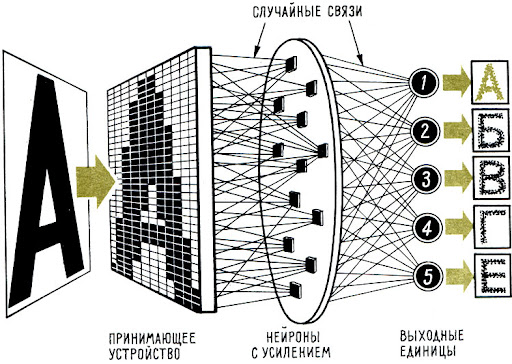 СЛУЧАЙНЫЕ СВЯЗИ
А
1
А
2
Б
3
В
4
Г
5
Е
ПРИНИМАЮЩЕЕ
УСТРОЙСТВО
НЕЙРОНЫ
С УСИЛЕНИЕМ
ВЫХОДНЫЕ
ЕДИНИЦЫ